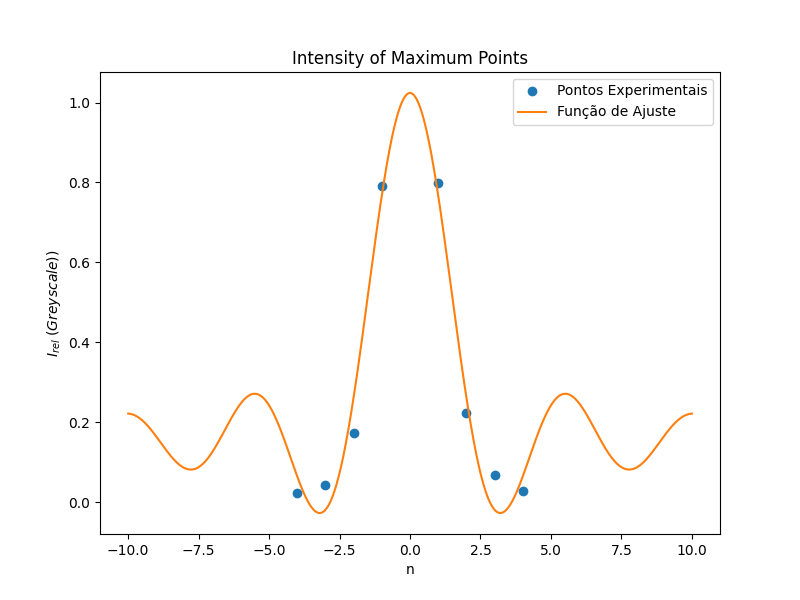 Intensity of Maximum Points
Pontos Experimentais
Função de Ajuste
I_rel (Greyscale))
1.0
0.8
0.6
0.4
0.2
0.0
−10.0 −7.5 −5.0 −2.5 0.0 2.5 5.0 7.5 10.0
n